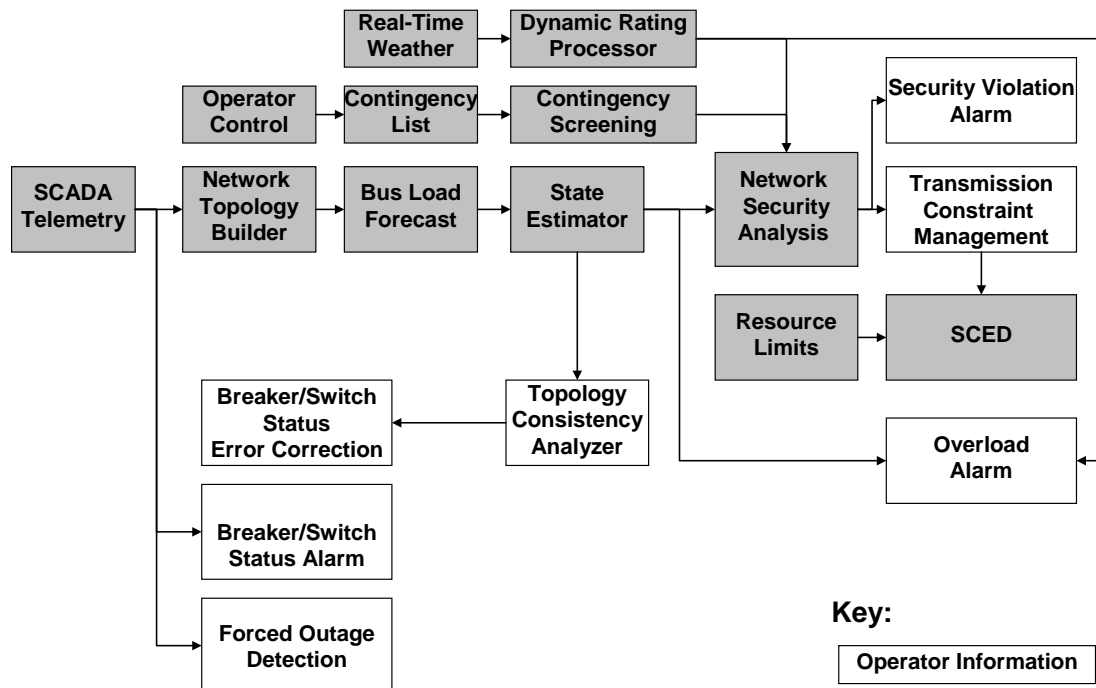 Real-Time
Weather
Dynamic Rating
Processor
Operator
Control
Contingency
List
Contingency
Screening
Security Violation
Alarm
SCADA
Telemetry
Network
Topology
Builder
Bus Load
Forecast
State
Estimator
Network
Security
Analysis
Transmission
Constraint
Management
Resource
Limits
SCED
Breaker/Switch
Status
Error Correction
Topology
Consistency
Analyzer
Overload
Alarm
Breaker/Switch
Status Alarm
Forced Outage
Detection
Key:
Operator Information